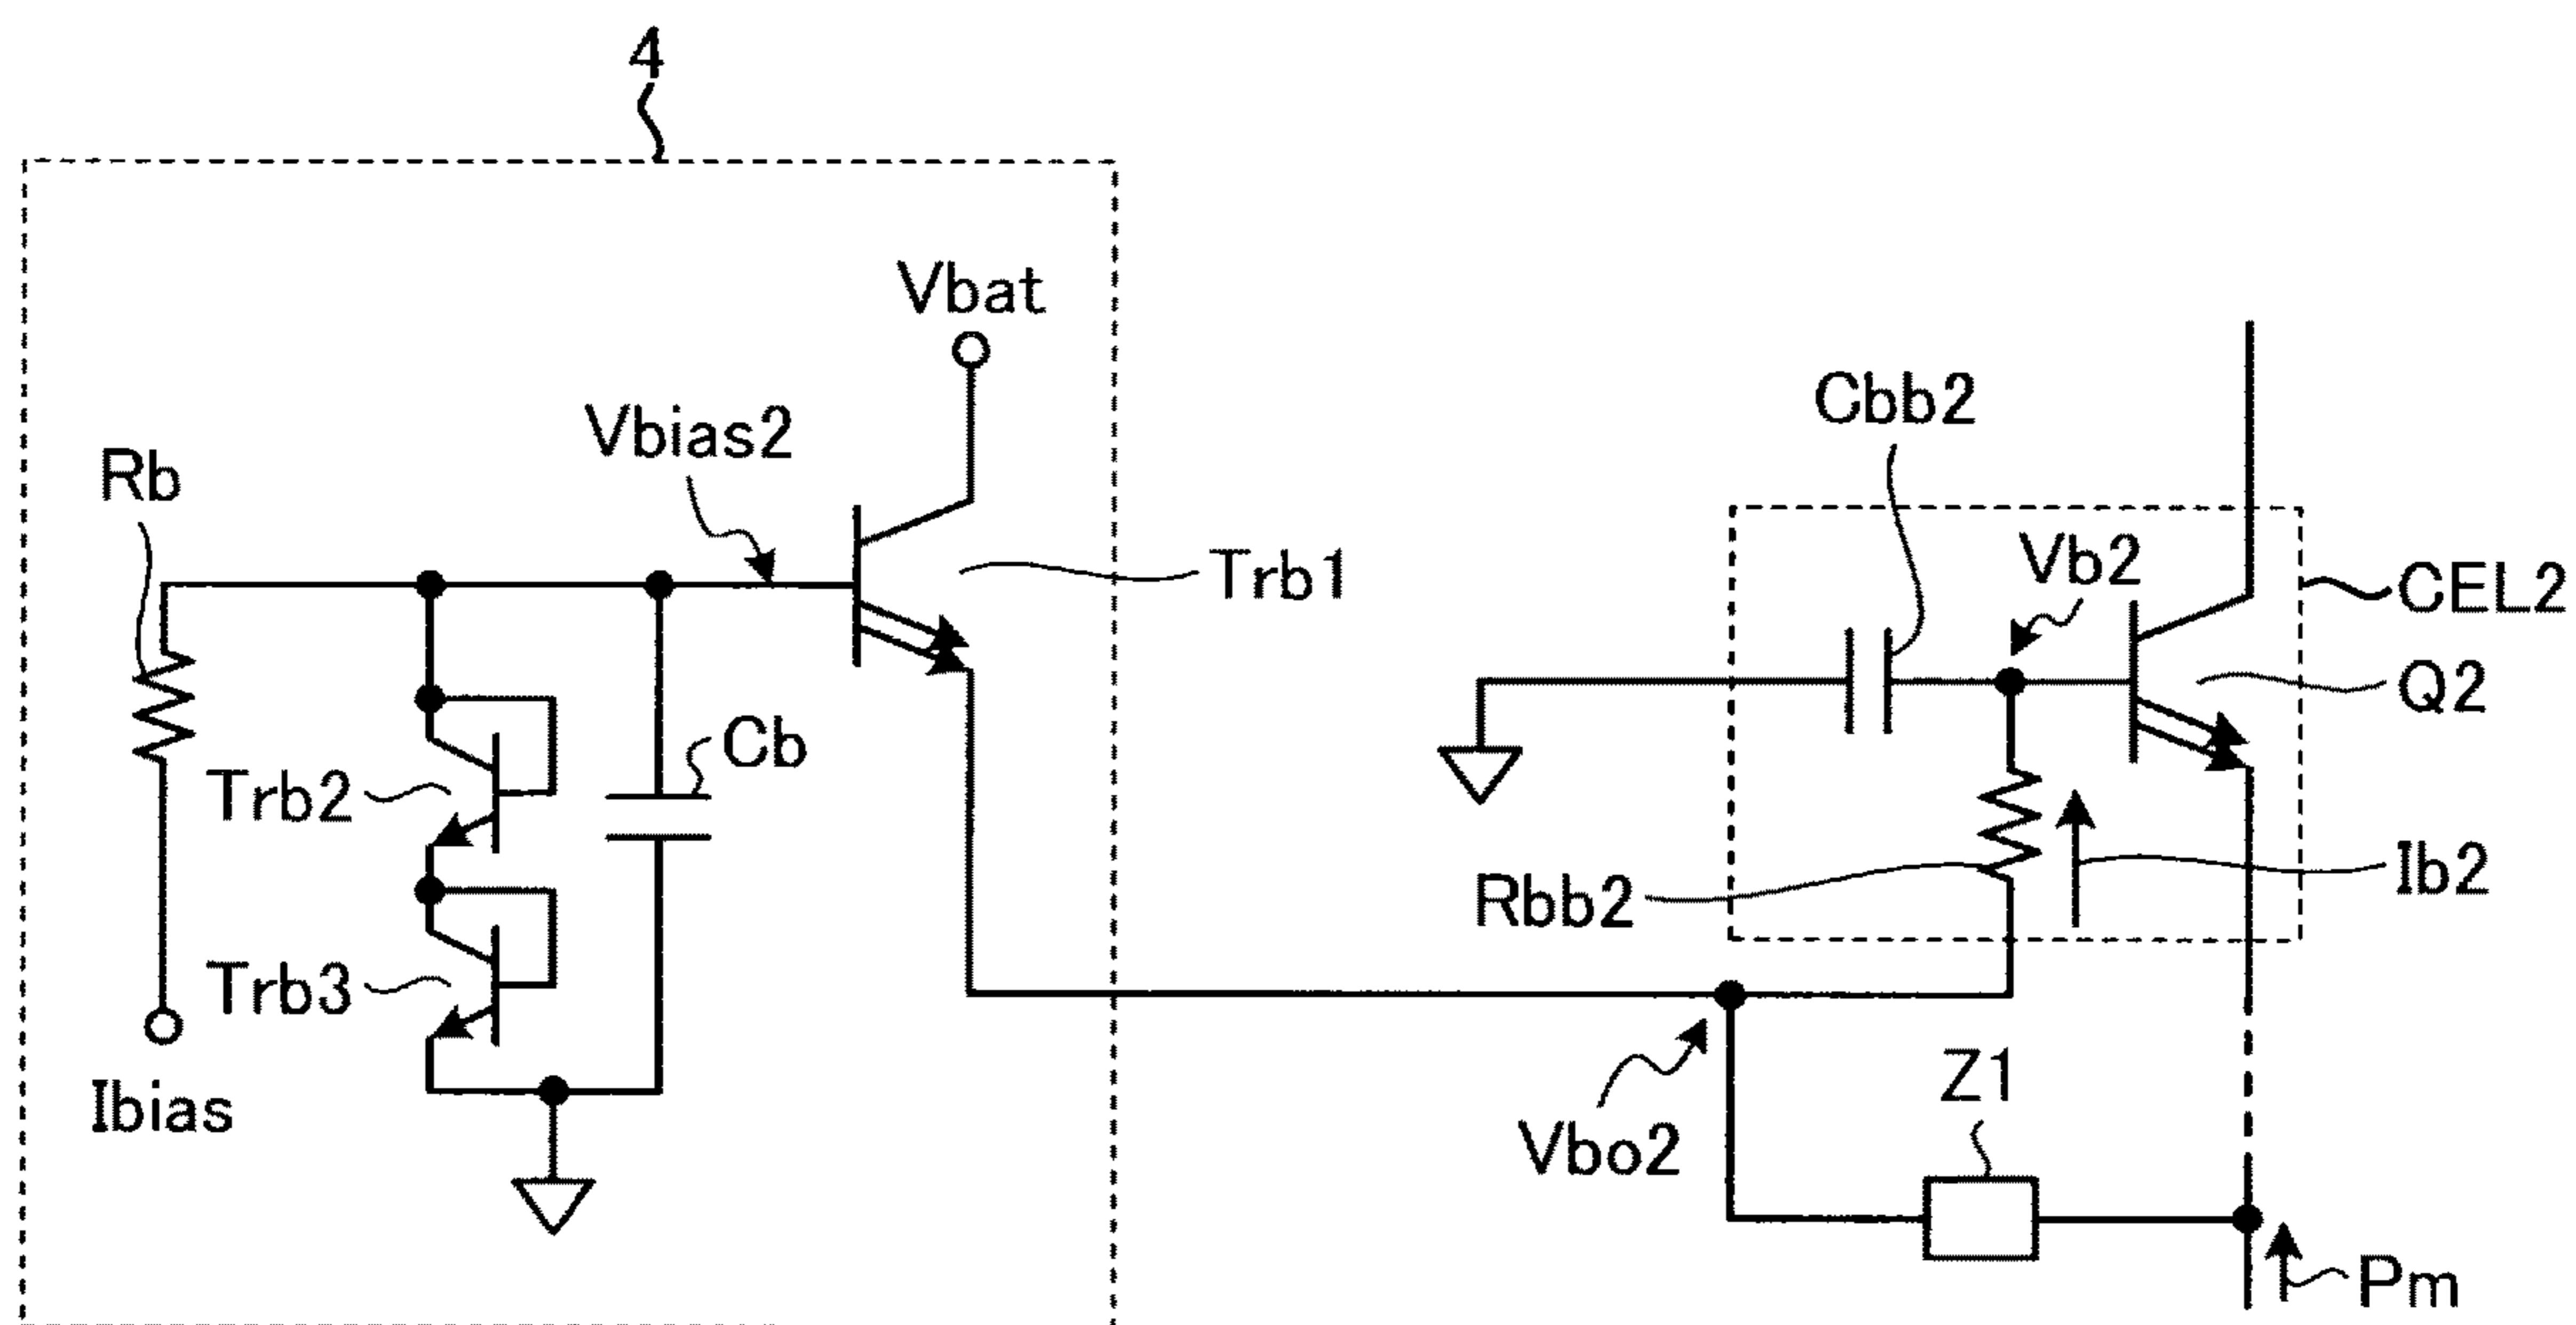 4
Vbat
Vbias2
Cbb2
Rb
Vb2
Trb1
CEL2
Q2
Cb
Trb2
Rbb2
Ib2
Trb3
Ibias
Z1
Vbo2
Pm